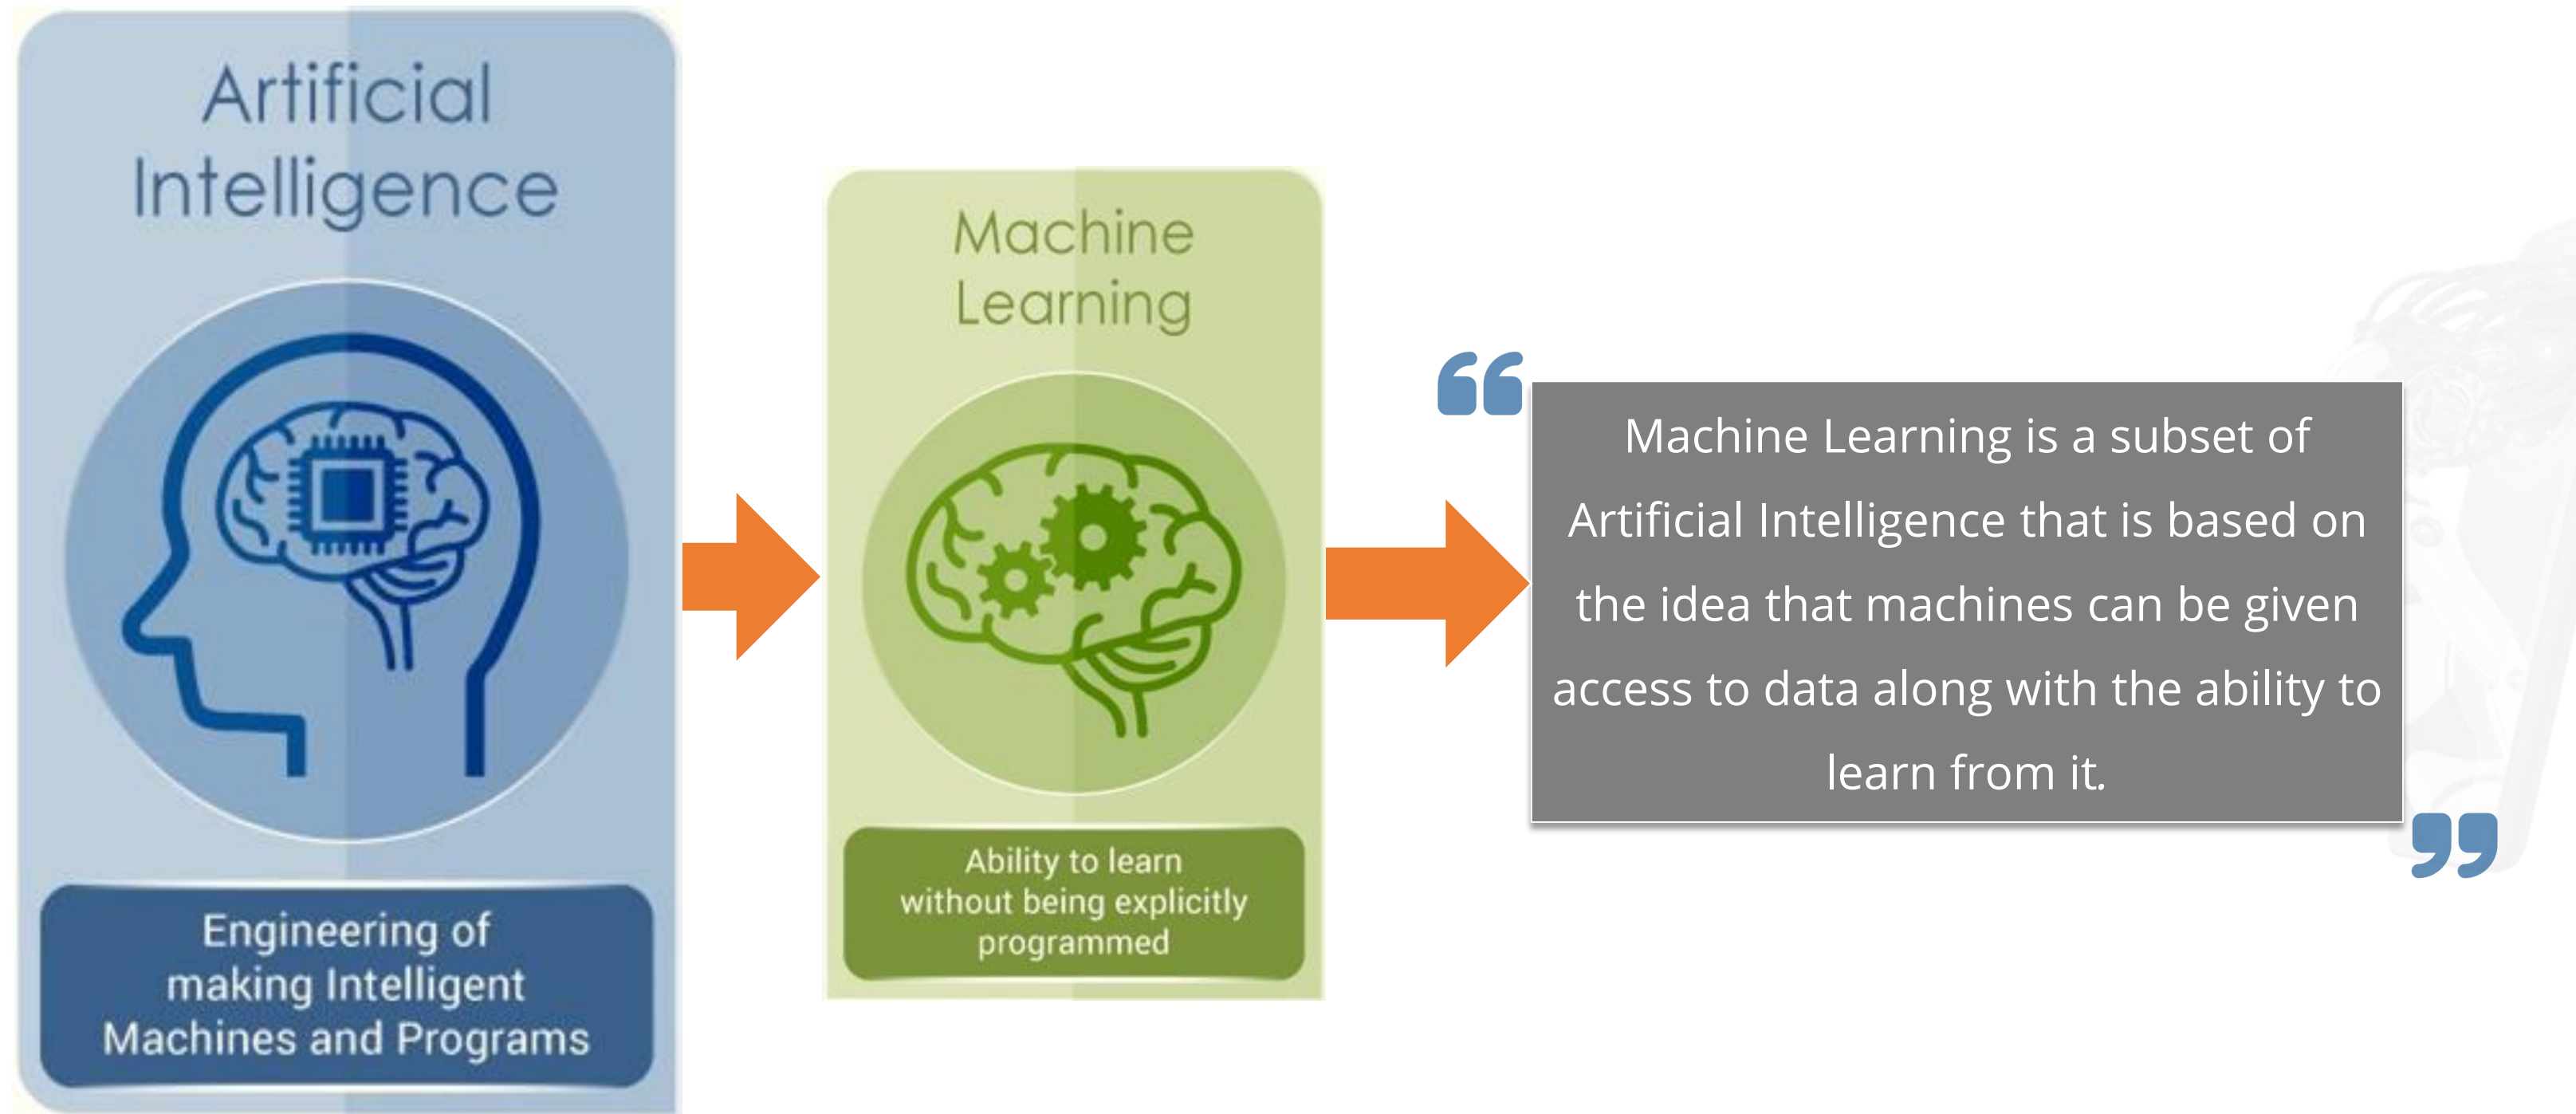 Artificial
Intelligence
Engineering of
making Intelligent
Machines and Programs
Machine
Learning
Ability to learn
without being explicitly
programmed
“
Machine Learning is a subset of
Artificial Intelligence that is based on
the idea that machines can be given
access to data along with the ability to
learn from it.
”